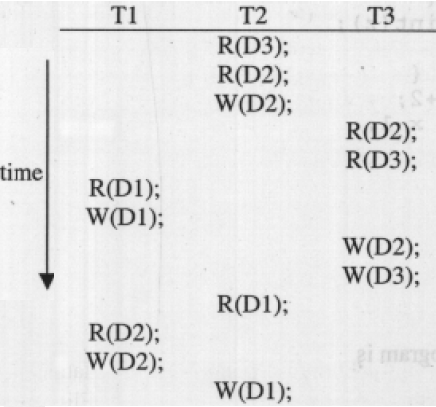 T1 T2 T3
R(D3);
R(D2);
W(D2);
R(D2);
R(D3);
time
R(D1);
W(D1);
W(D2);
W(D3);
R(D1);
R(D2);
W(D2);
W(D1);